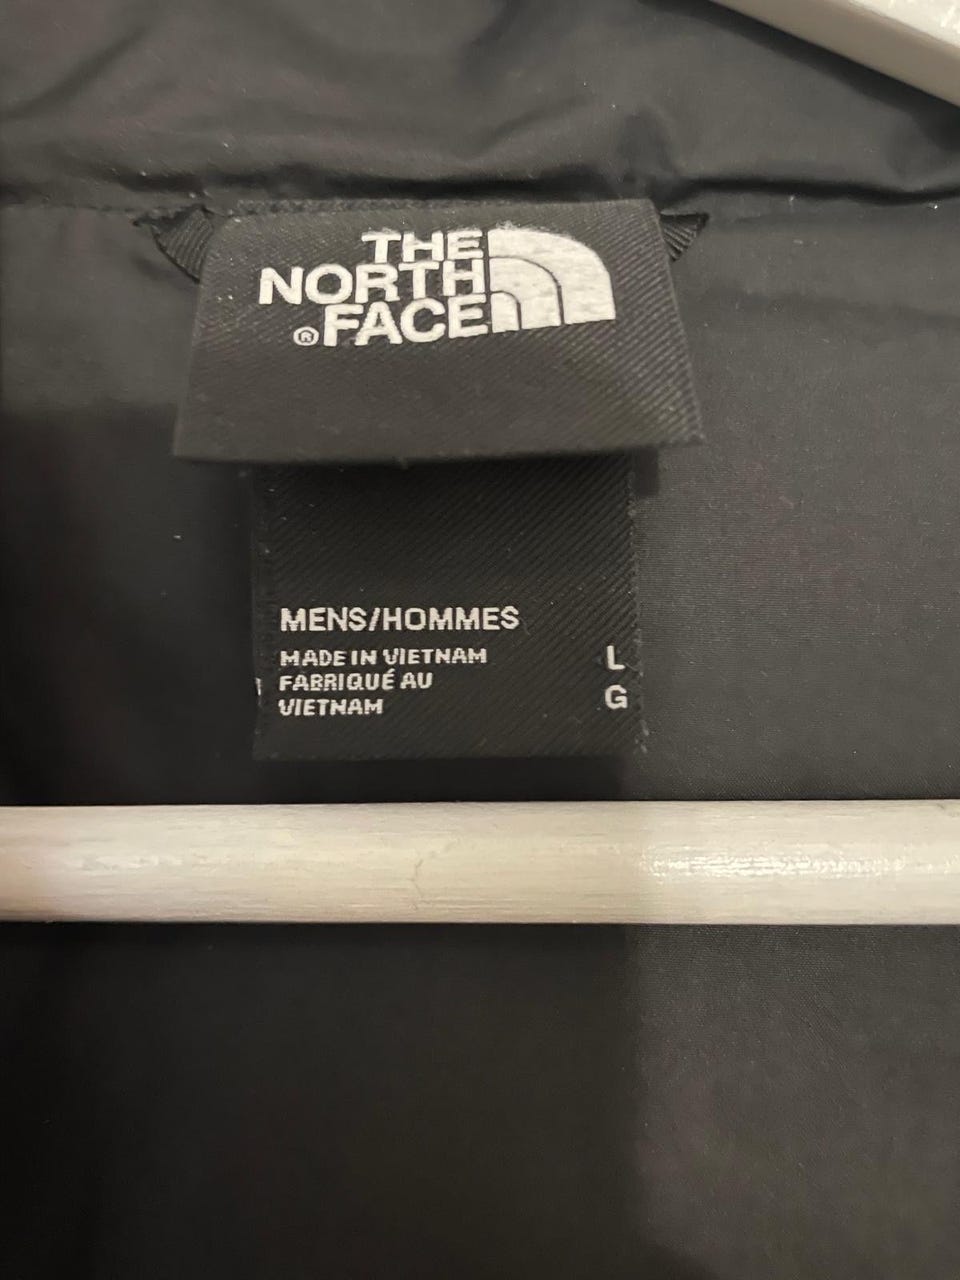 THE
NORTH
®FACE
MENS/HOMMES
MADE IN VIETNAM L
FABRIQUÉ AU
VIETNAM G